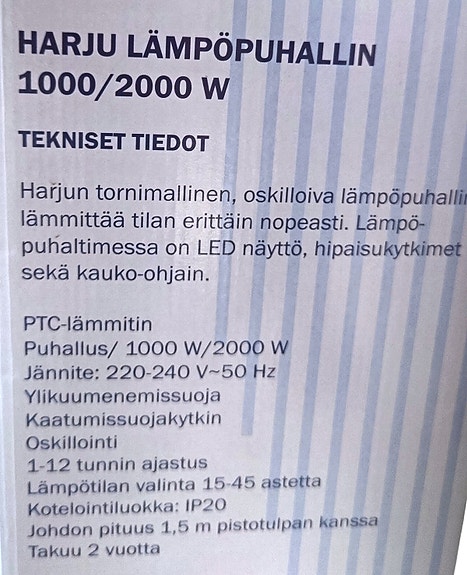 HARJU LÄMPÖPUHALLIN
1000/2000 W
TEKNISET TIEDOT
Harjun tornimallinen, oskilloiva lämpöpuhallin
lämmittää tilan erittäin nopeasti. Lämpö-
puhaltimessa on LED näyttö, hipaisukytkimet
sekä kauko-ohjain.
PTC-lämmitin
Puhallus/ 1000 W/2000 W
Jännite: 220-240 V~50 Hz
Ylikuumenemissuoja
Kaatumissuojakytkin
Oskillointi
1-12 tunnin ajastus
Lämpötilan valinta 15-45 astetta
Kotelointiluokka: IP20
Johdon pituus 1,5 m pistotulpan kanssa
Takuu 2 vuotta